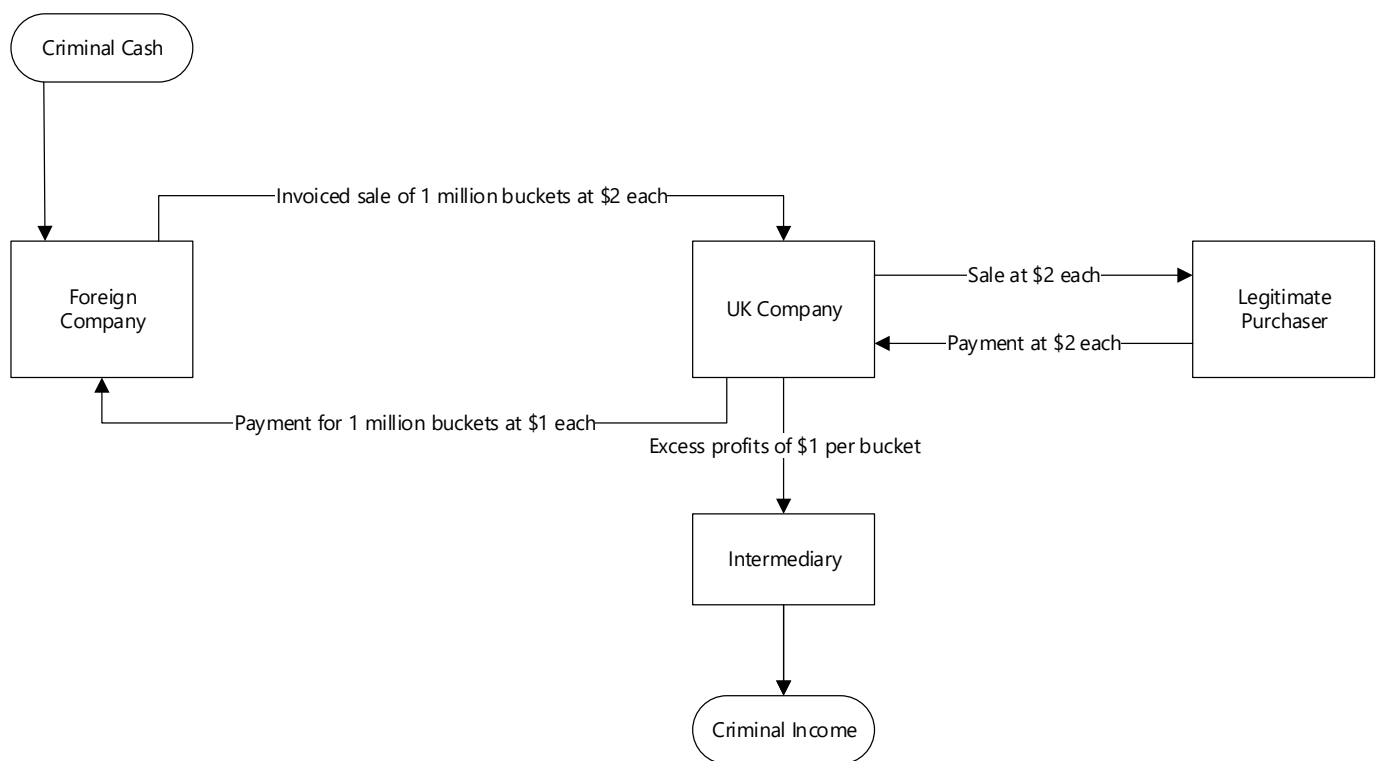 Criminal Cash
Invoiced sale of 1 million buckets at $2 each
Foreign
Company
UK Company
Sale at $2 each
Payment at $2 each
Legitimate
Purchaser
Payment for 1 million buckets at $1 each
Excess profits of $1 per bucket
Intermediary
Criminal Income